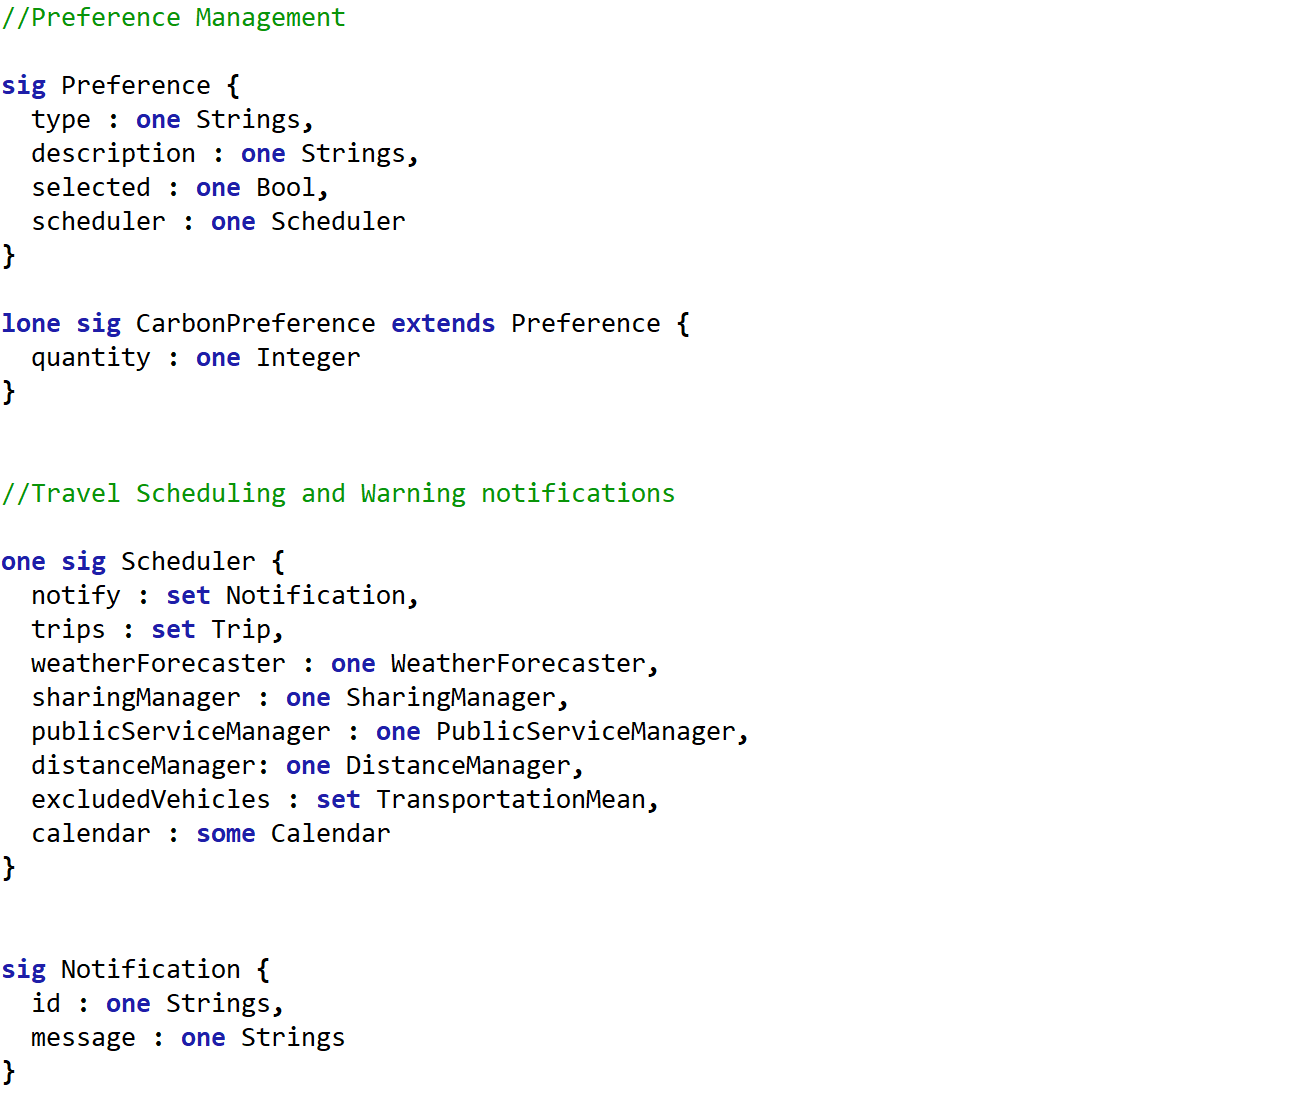 //Preference Management
sig Preference {
type : one Strings,
description : one Strings,
selected : one Bool,
scheduler : one Scheduler
}
lone sig CarbonPreference extends Preference {
quantity : one Integer
}
//Travel Scheduling and Warning notifications
one sig Scheduler {
notify : set Notification,
trips : set Trip,
weatherForecaster : one WeatherForecaster,
sharingManager : one SharingManager,
publicServiceManager : one PublicServiceManager,
distanceManager: one DistanceManager,
excludedVehicles : set TransportationMean,
calendar : some Calendar
}
sig Notification {
id : one Strings,
message : one Strings
}